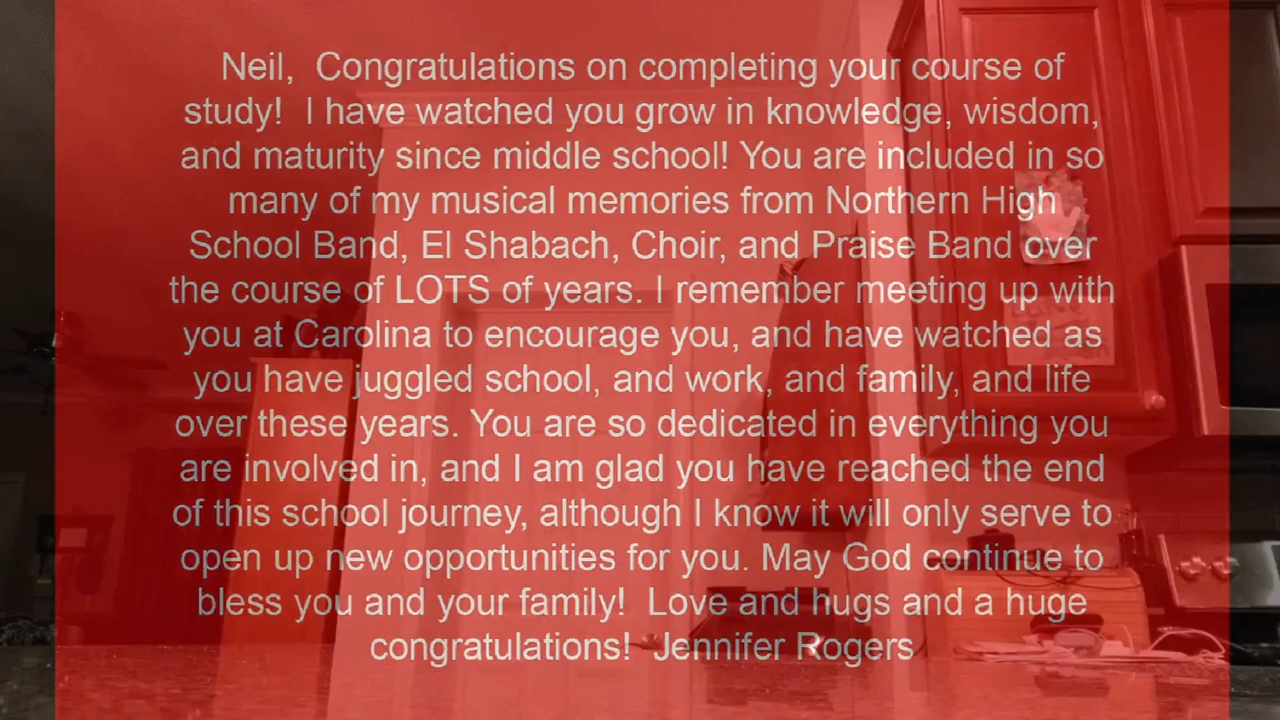 Neil,  Congratulations on completing your course of
study!  I have watched you grow in knowledge, wisdom,
and maturity since middle school! You are included in so
many of my musical memories from Northern High
School Band, El Shabach, Choir, and Praise Band over
the course of LOTS of years. I remember meeting up with
you at Carolina to encourage you, and have watched as
you have juggled school, and work, and family, and life
over these years. You are so dedicated in everything you
are involved in, and I am glad you have reached the end
of this school journey, although I know it will only serve to
open up new opportunities for you. May God continue to
bless you and your family!  Love and hugs and a huge
congratulations!  Jennifer Rogers